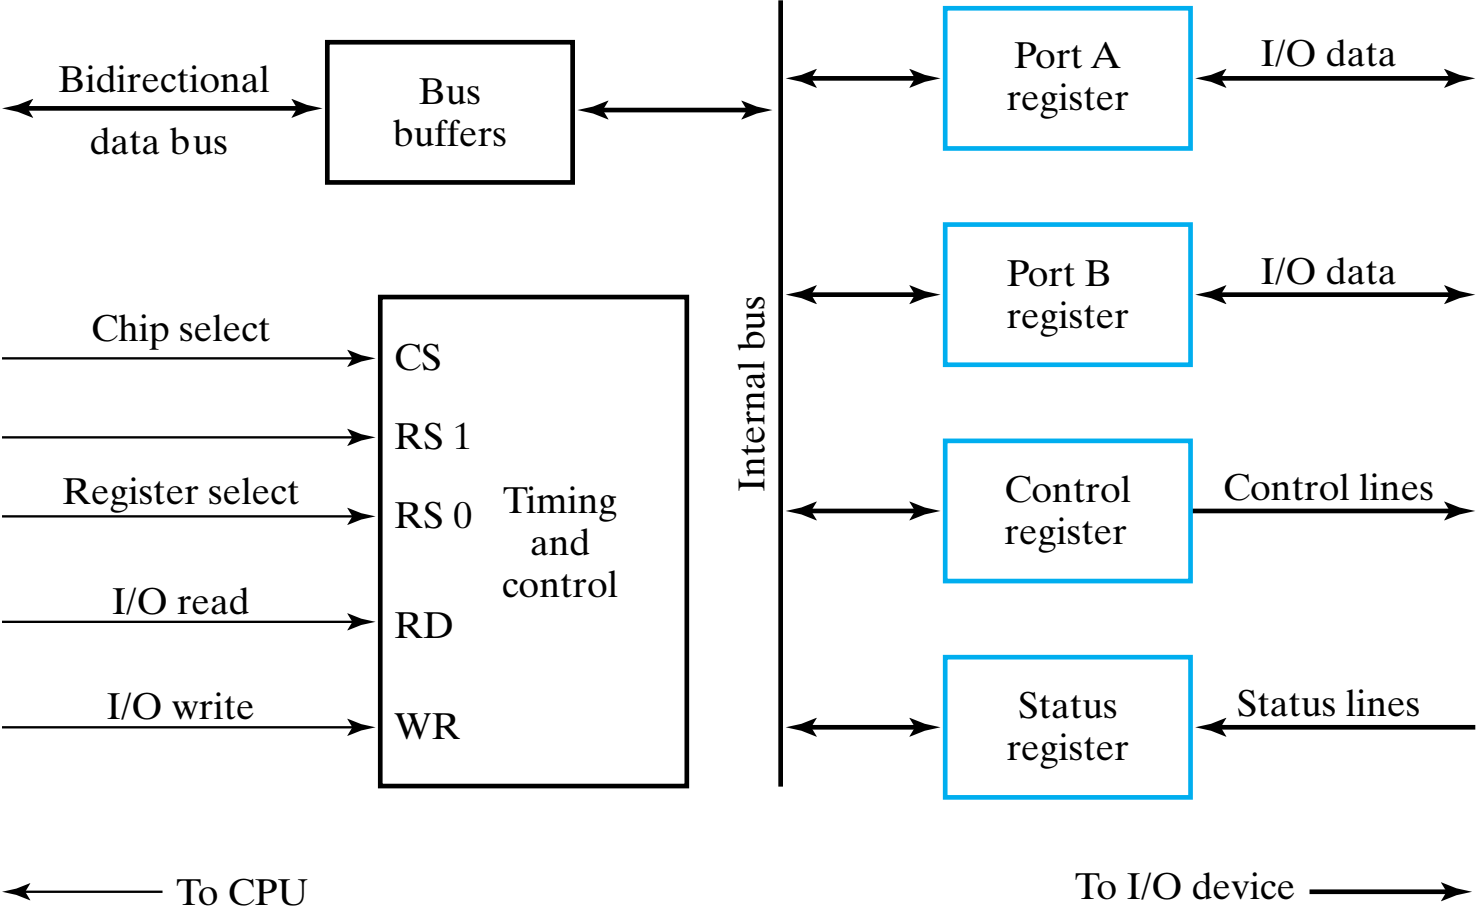 Bidirectional
data bus
Bus
buffers
Internal bus
Port A
register
I/O data
Port B
register
I/O data
Chip select
CS
RS 1
Register select
RS 0
I/O read
RD
I/O write
WR
Timing
and
control
Control
register
Control lines
Status
register
Status lines
To CPU
To I/O device